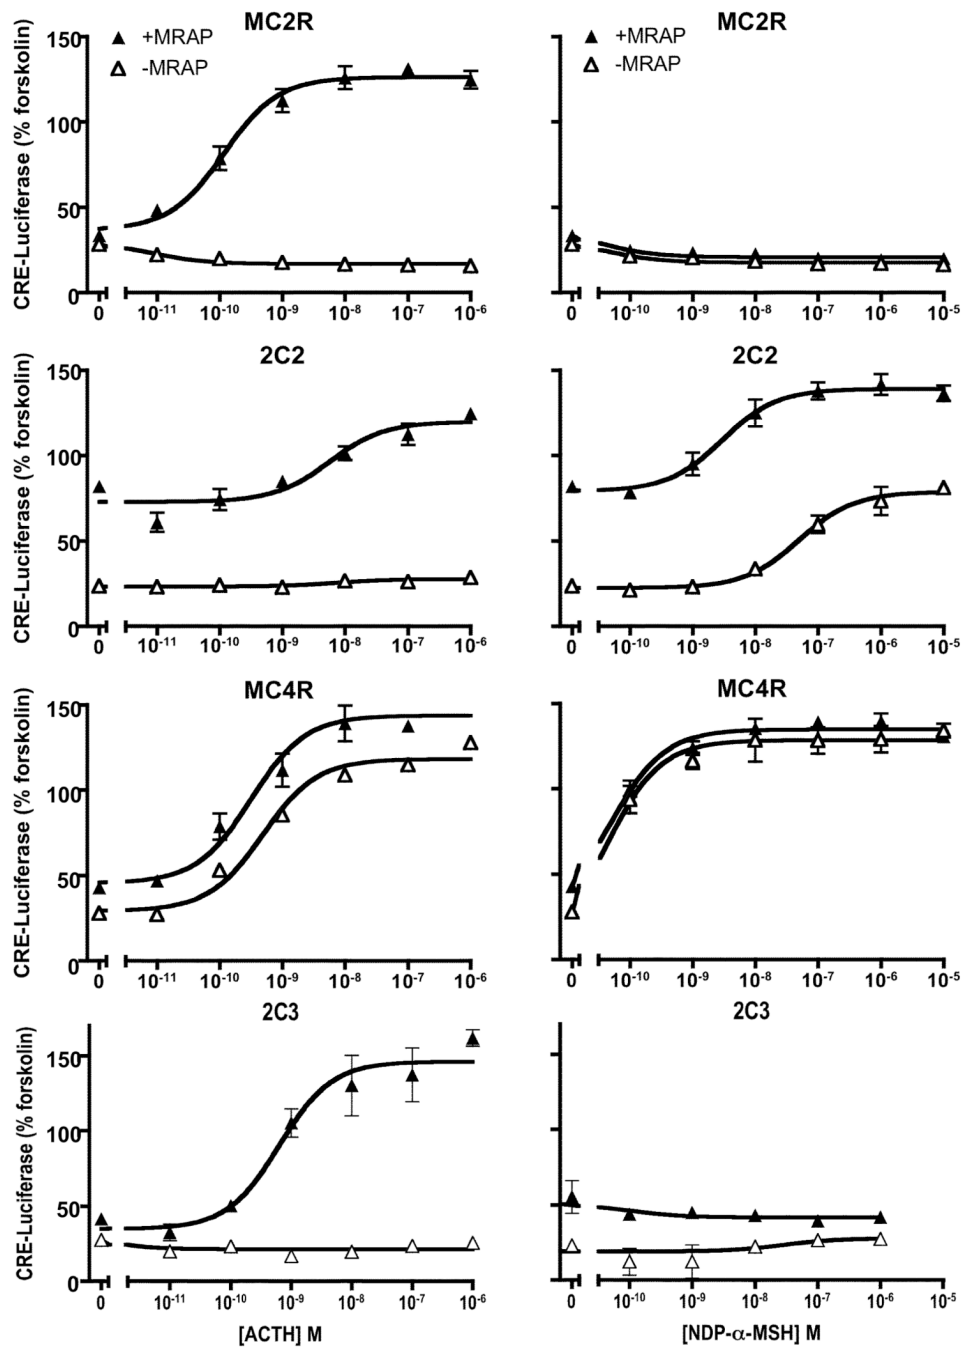 MC2R
CRE-Luciferase (% forskolin)
150
100
50
0
▲ +MRAP
△ -MRAP
0 10⁻¹¹ 10⁻¹⁰ 10⁻⁹ 10⁻⁸ 10⁻⁷ 10⁻⁶
MC2R
▲ +MRAP
△ -MRAP
0 10⁻¹⁰ 10⁻⁹ 10⁻⁸ 10⁻⁷ 10⁻⁶ 10⁻⁵
2C2
CRE-Luciferase (% forskolin)
150
100
50
0
0 10⁻¹¹ 10⁻¹⁰ 10⁻⁹ 10⁻⁸ 10⁻⁷ 10⁻⁶
2C2
0 10⁻¹⁰ 10⁻⁹ 10⁻⁸ 10⁻⁷ 10⁻⁶ 10⁻⁵
MC4R
CRE-Luciferase (% forskolin)
150
100
50
0
0 10⁻¹¹ 10⁻¹⁰ 10⁻⁹ 10⁻⁸ 10⁻⁷ 10⁻⁶
MC4R
0 10⁻¹⁰ 10⁻⁹ 10⁻⁸ 10⁻⁷ 10⁻⁶ 10⁻⁵
2C3
CRE-Luciferase (% forskolin)
150
100
50
0
0 10⁻¹¹ 10⁻¹⁰ 10⁻⁹ 10⁻⁸ 10⁻⁷ 10⁻⁶
[ACTH] M
2C3
0 10⁻¹⁰ 10⁻⁹ 10⁻⁸ 10⁻⁷ 10⁻⁶ 10⁻⁵
[NDP-α-MSH] M